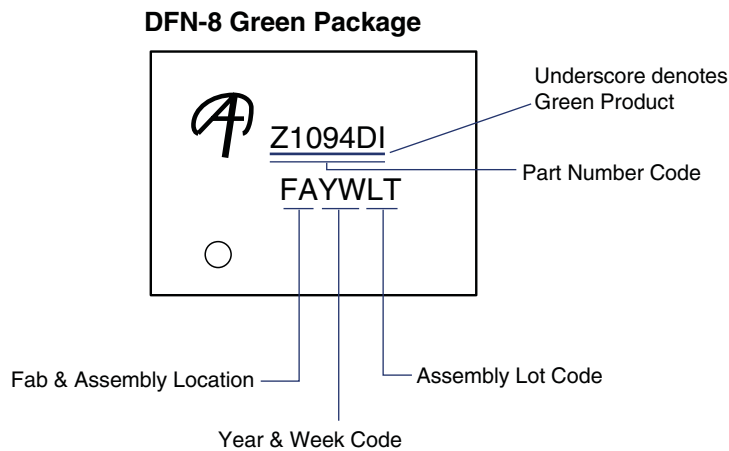 DFN-8 Green Package
Underscore denotes
Green Product
Z1094DI
Part Number Code
FAYWLT
Fab & Assembly Location
Assembly Lot Code
Year & Week Code